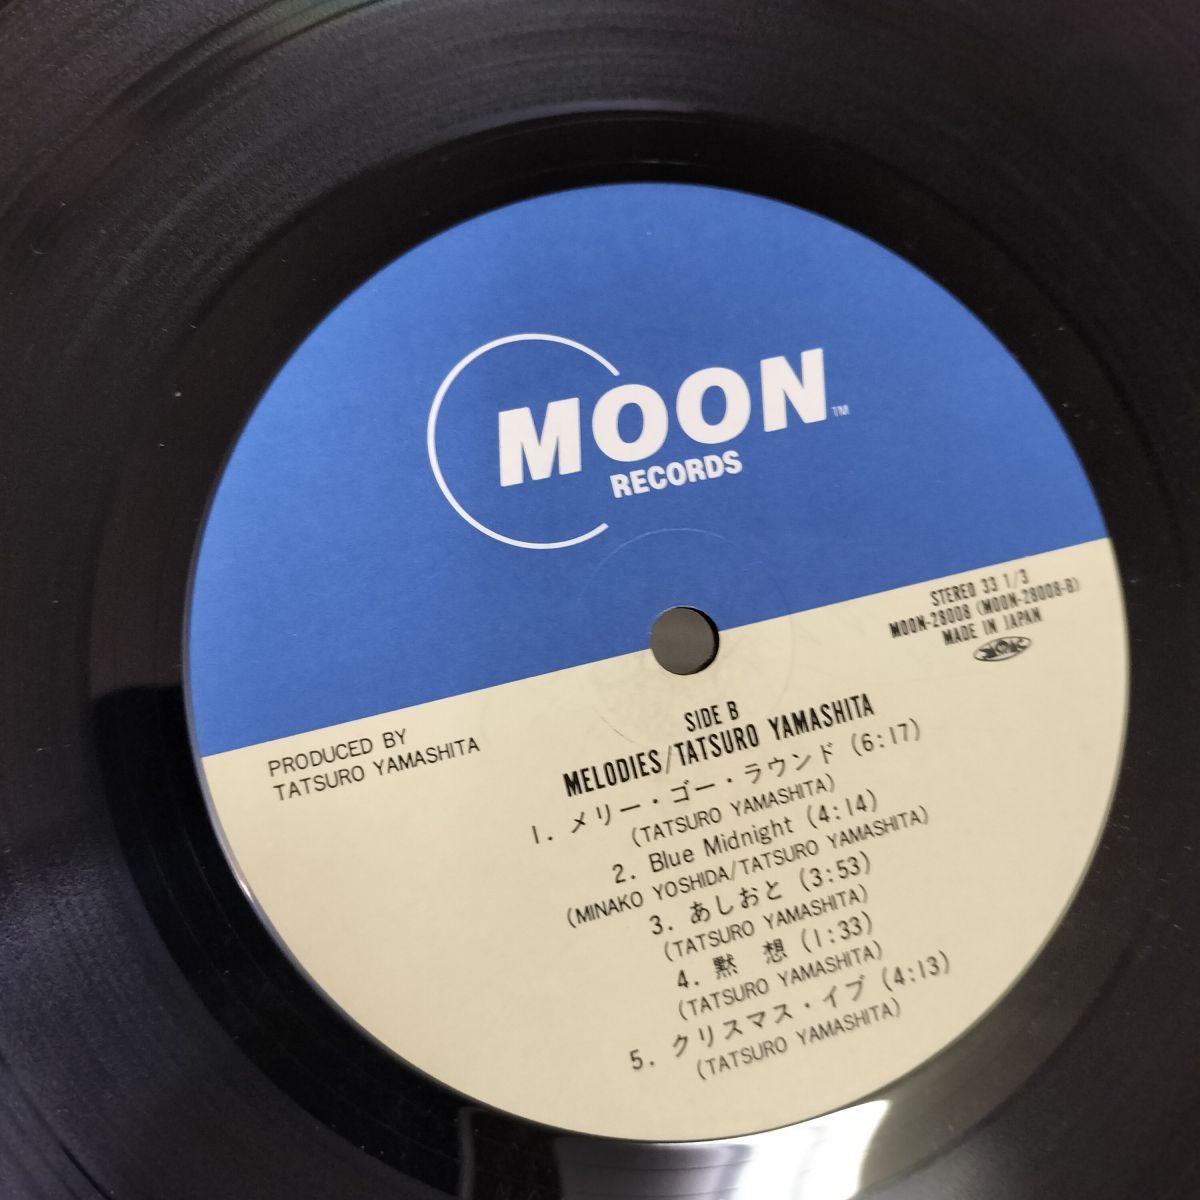 MOON™
RECORDS
STEREO 33 1/3
MOON-28008 (MOON-28008-B)
MADE IN JAPAN
PRODUCED BY
TATSURO YAMASHITA
SIDE B
MELODIES/TATSURO YAMASHITA
1. メリー・ゴー・ラウンド (6:17)
(TATSURO YAMASHITA)
2. Blue Midnight (4:14)
(MINAKO YOSHIDA/TATSURO YAMASHITA)
3. あしおと (3:53)
(TATSURO YAMASHITA)
4. 黙 想 (1:33)
(TATSURO YAMASHITA)
5. クリスマス・イブ (4:13)
(TATSURO YAMASHITA)